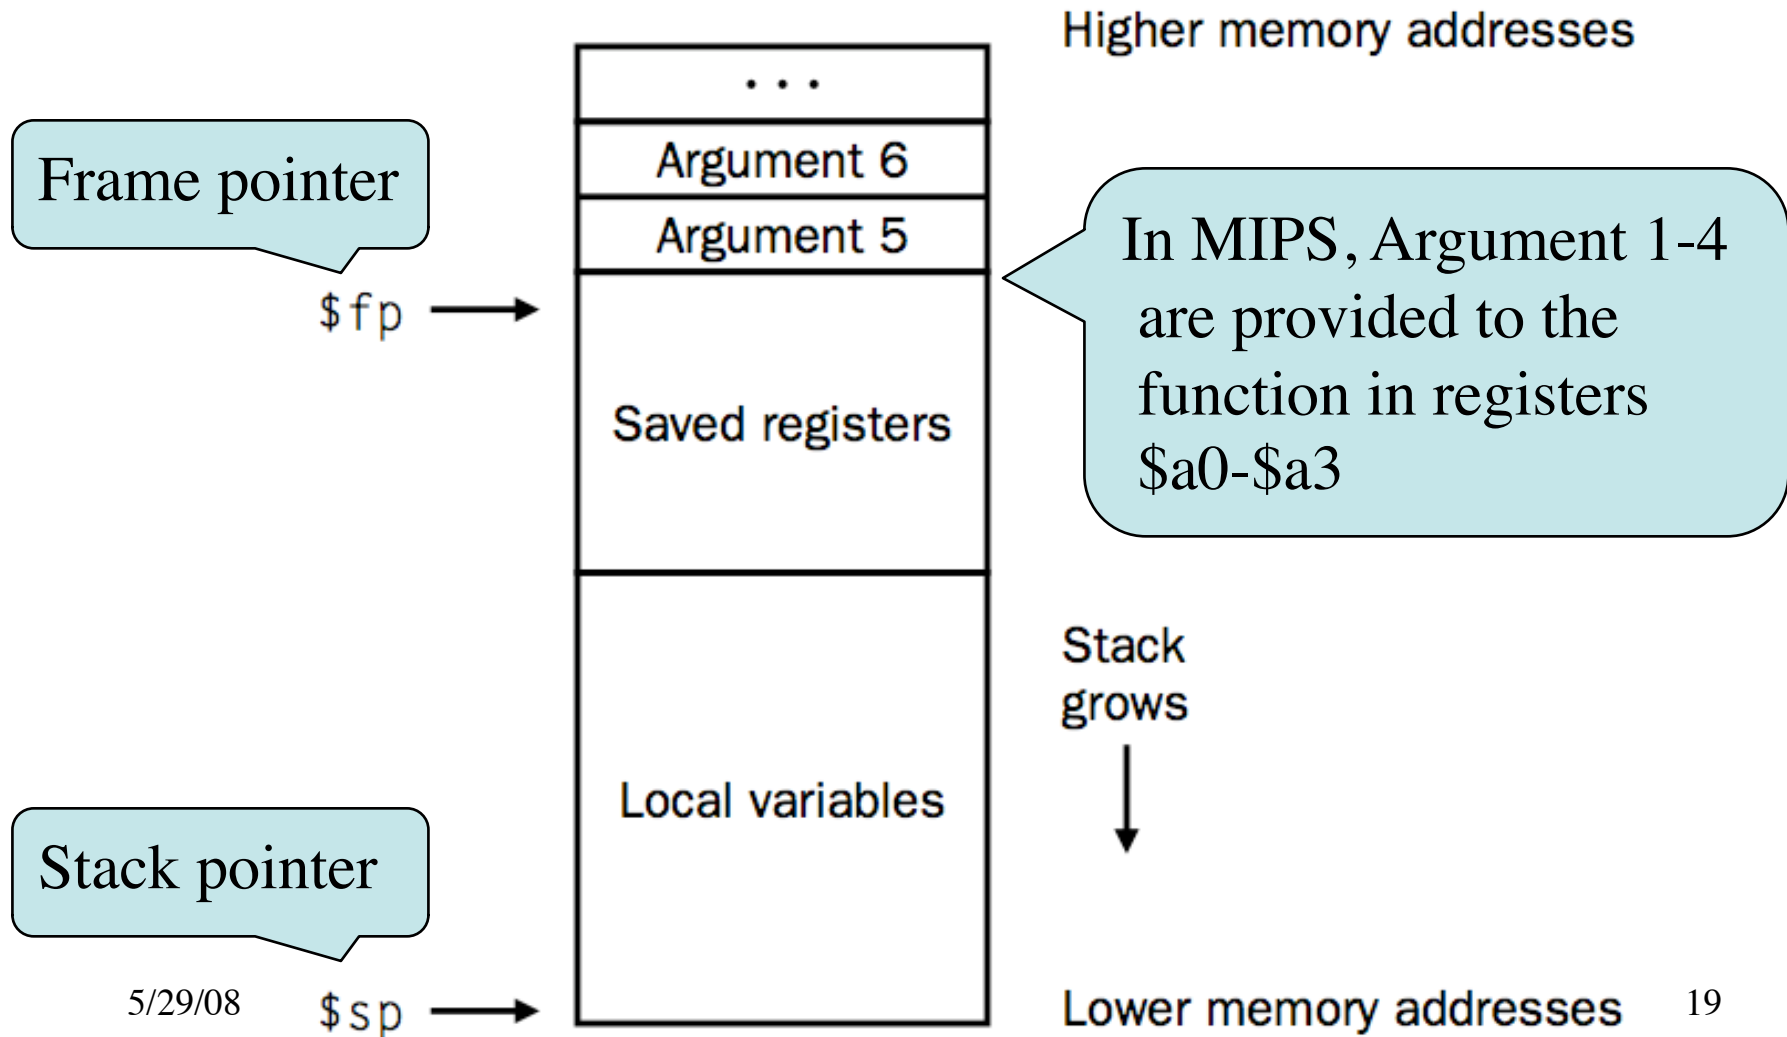 Higher memory addresses
. . .
Argument 6
Argument 5
Frame pointer
$fp
In MIPS, Argument 1-4
are provided to the
function in registers
$a0-$a3
Saved registers
Stack
grows
Local variables
Stack pointer
$sp
Lower memory addresses
5/29/08
19